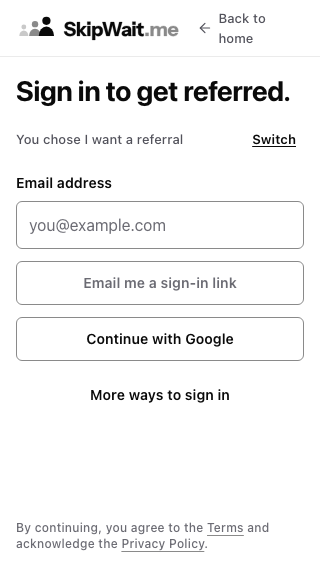 SkipWait.me
Back to
home
Sign in to get referred.
You chose I want a referral
Switch
Email address
you@example.com
Email me a sign-in link
Continue with Google
More ways to sign in
By continuing, you agree to the Terms and
acknowledge the Privacy Policy.